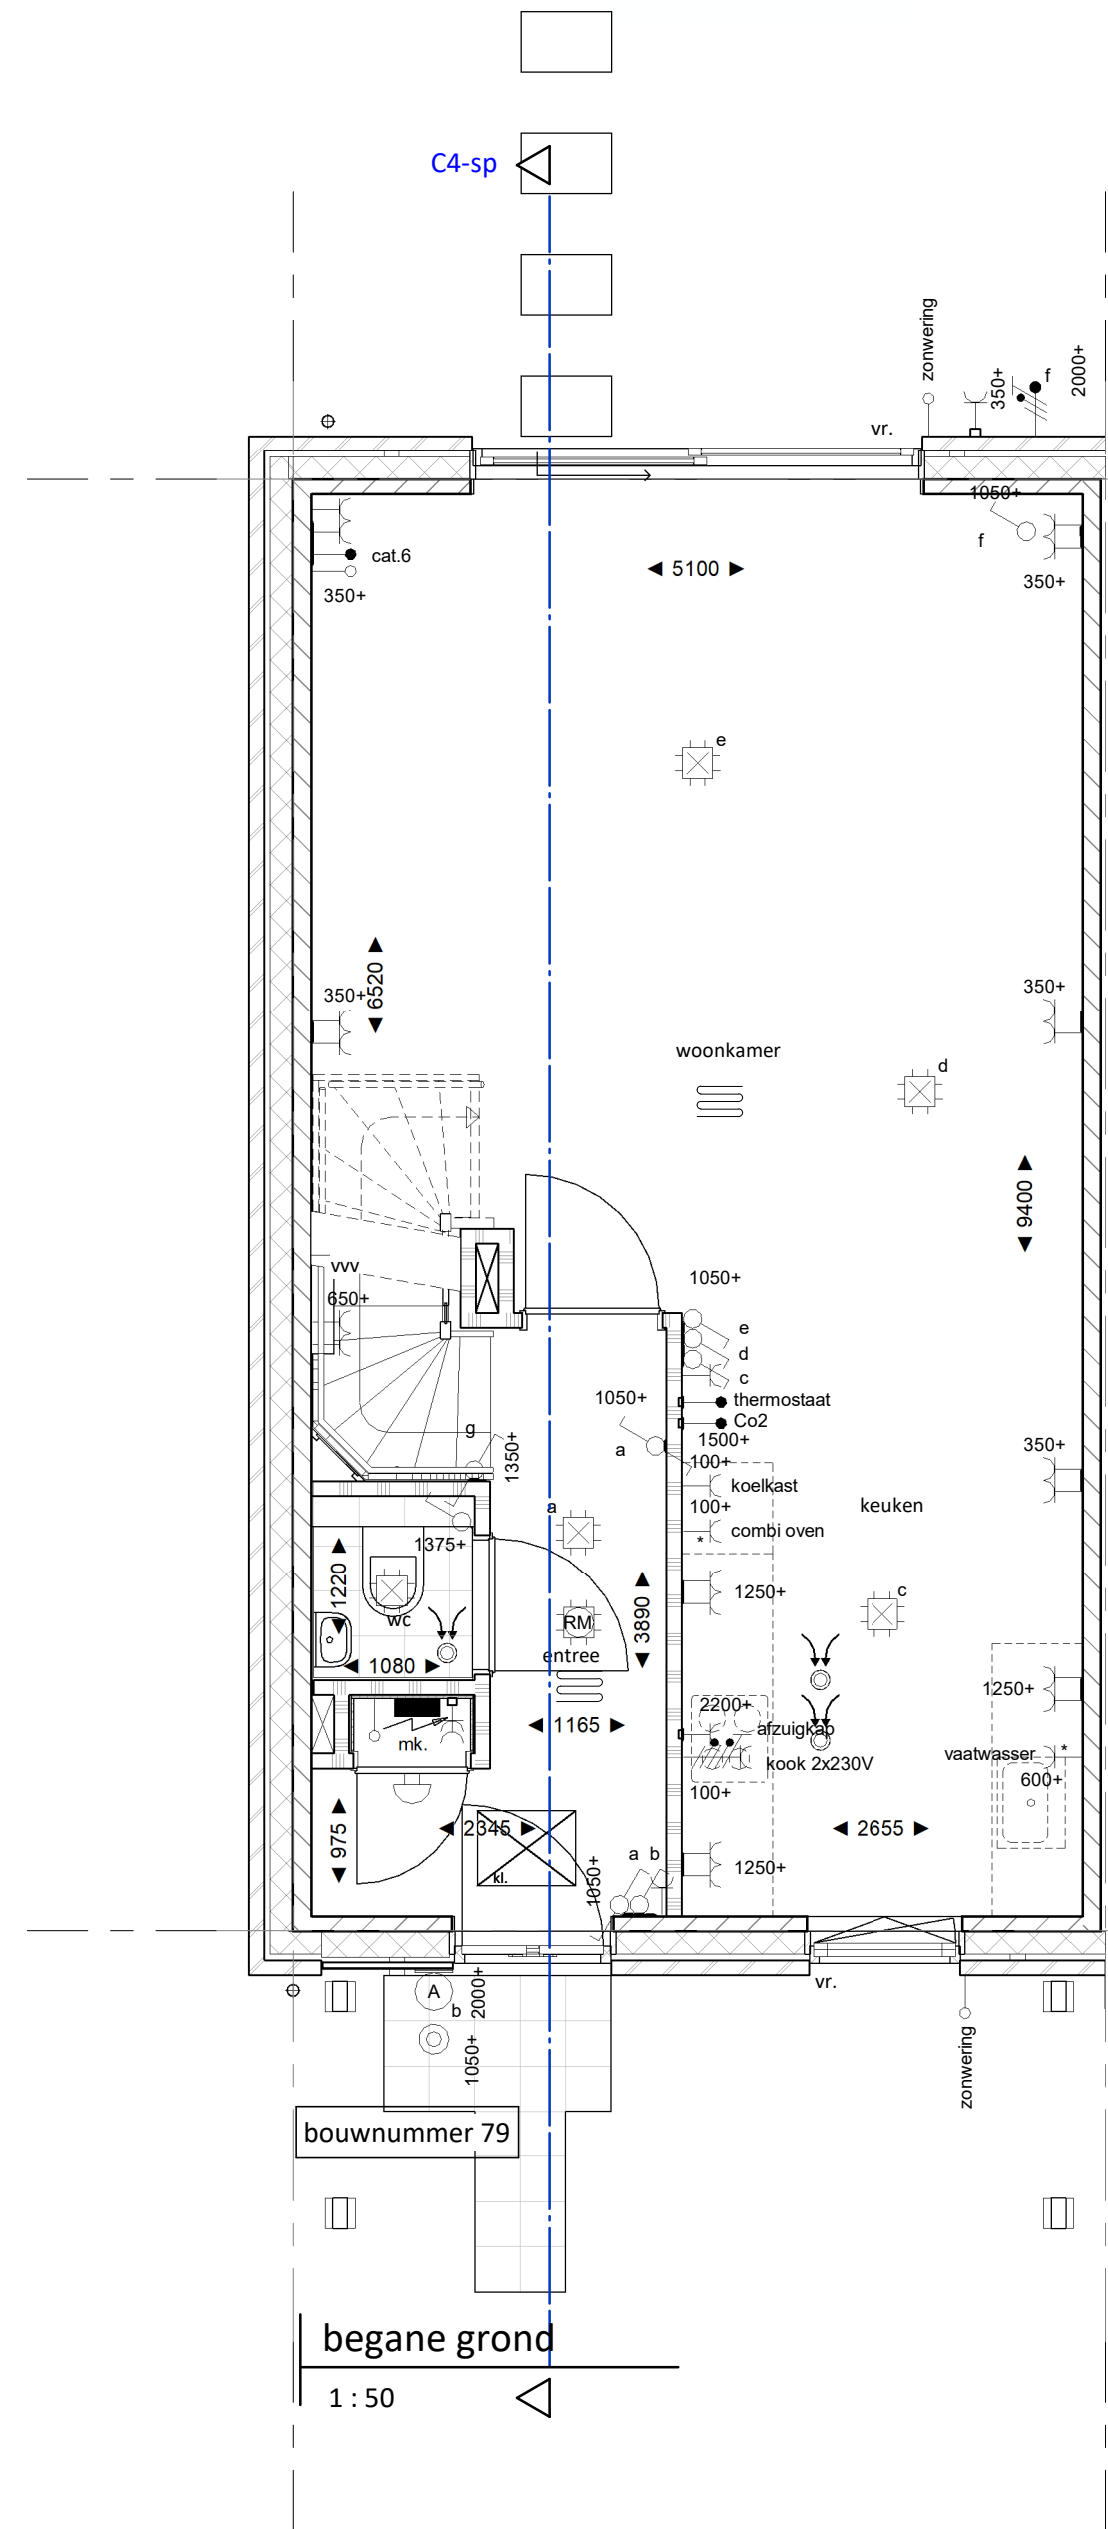 C4-sp
zonwering
350+
f
2000+
vr.
1050+
f
cat.6
350+
◄ 5100 ►
350+
e
◄ 6520 ►
350+
350+
woonkamer
d
◄ 9400 ►
vvv
650+
1050+
e
d
c
thermostaat
Co2
1500+
1050+
a
g
1350+
100+
koelkast
100+
combi oven
*
350+
keuken
a
1375+
◄ 1220 ►
wc
◄ 1080 ►
RM
entree
◄ 3890 ►
1250+
c
◄ 1165 ►
2200+
afzuigkap
kook 2x230V
100+
1250+
vaatwasser
*
600+
mk.
◄ 975 ►
◄ 2345 ►
kl.
◄ 2655 ►
1050+
a b
1250+
A
b
2000+
1050+
vr.
zonwering
bouwnummer 79
begane grond
1 : 50